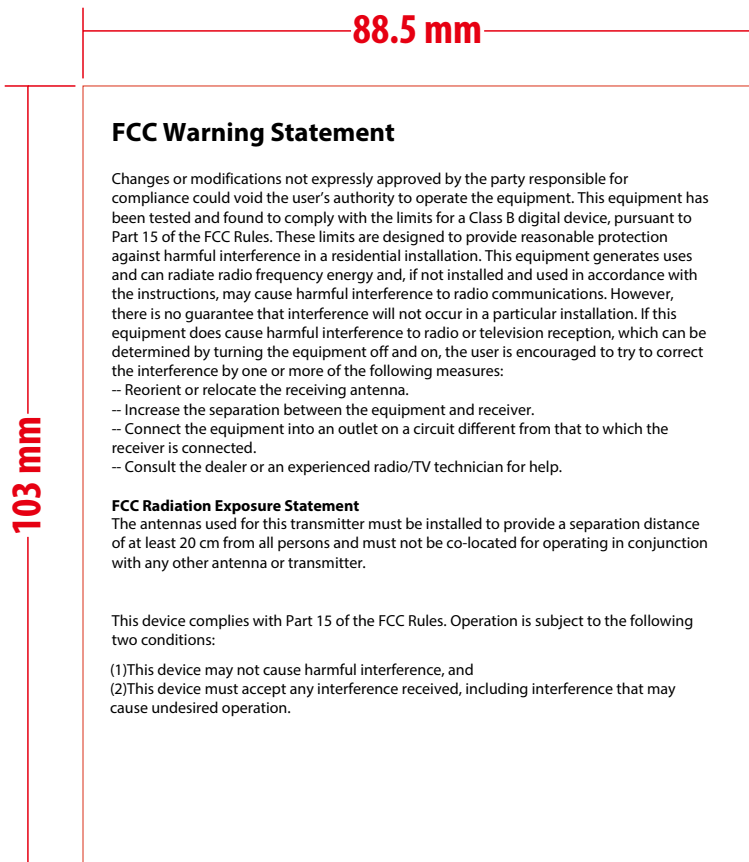 88.5 mm
103 mm
FCC Warning Statement
Changes or modifications not expressly approved by the party responsible for
compliance could void the user’s authority to operate the equipment. This equipment has
been tested and found to comply with the limits for a Class B digital device, pursuant to
Part 15 of the FCC Rules. These limits are designed to provide reasonable protection
against harmful interference in a residential installation. This equipment generates uses
and can radiate radio frequency energy and, if not installed and used in accordance with
the instructions, may cause harmful interference to radio communications. However,
there is no guarantee that interference will not occur in a particular installation. If this
equipment does cause harmful interference to radio or television reception, which can be
determined by turning the equipment off and on, the user is encouraged to try to correct
the interference by one or more of the following measures:
-- Reorient or relocate the receiving antenna.
-- Increase the separation between the equipment and receiver.
-- Connect the equipment into an outlet on a circuit different from that to which the
receiver is connected.
-- Consult the dealer or an experienced radio/TV technician for help.
FCC Radiation Exposure Statement
The antennas used for this transmitter must be installed to provide a separation distance
of at least 20 cm from all persons and must not be co-located for operating in conjunction
with any other antenna or transmitter.
This device complies with Part 15 of the FCC Rules. Operation is subject to the following
two conditions:
(1)This device may not cause harmful interference, and
(2)This device must accept any interference received, including interference that may
cause undesired operation.